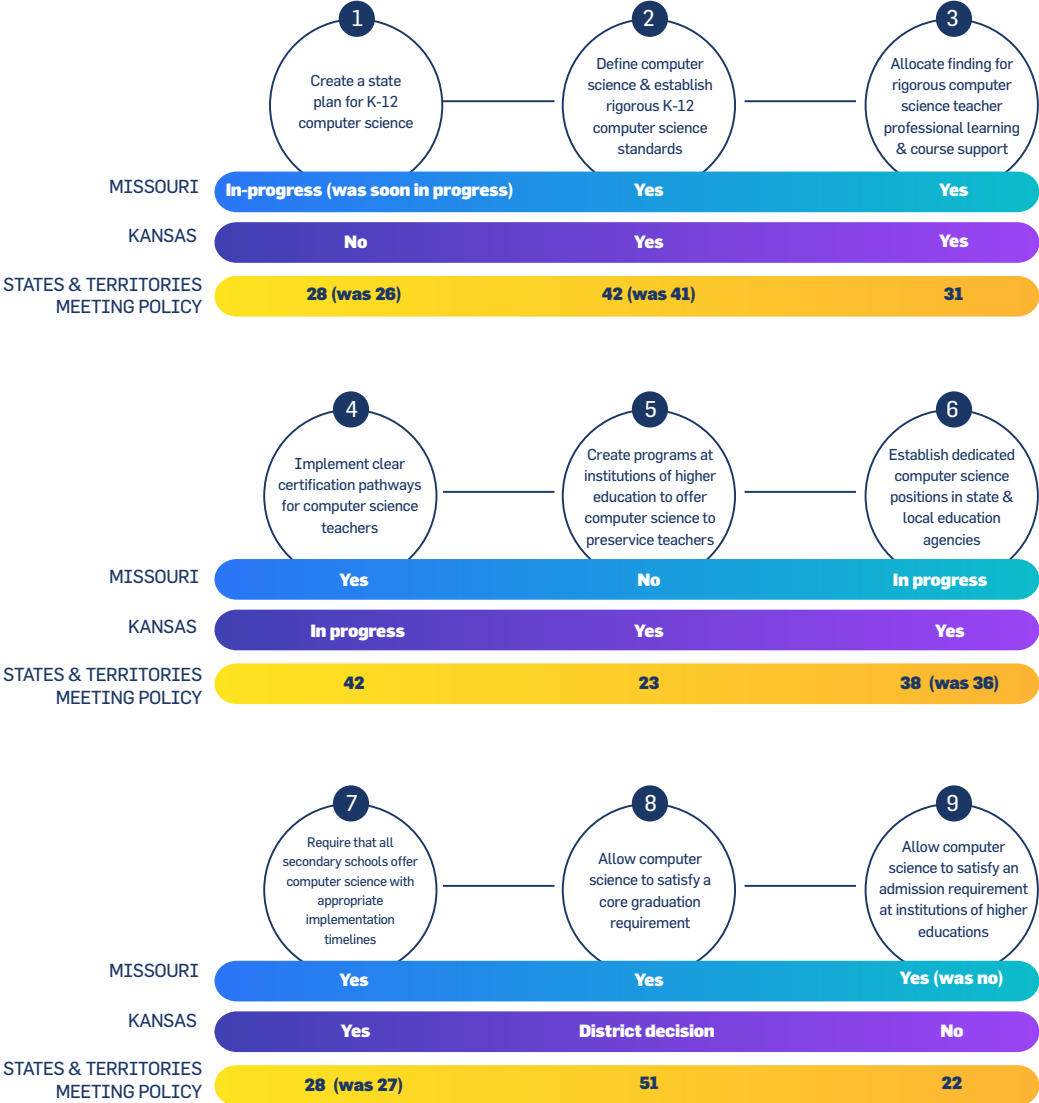 1
2
3
Create a state
plan for K-12
computer science
Define computer
science & establish
rigorous K-12
computer science
standards
Allocate finding for
rigorous computer
science teacher
professional learning
& course support
MISSOURI
In-progress (was soon in progress)
Yes
Yes
KANSAS
No
Yes
Yes
STATES & TERRITORIES
MEETING POLICY
28 (was 26)
42 (was 41)
31
4
5
6
Implement clear
certification pathways
for computer science
teachers
Create programs at
institutions of higher
education to offer
computer science to
preservice teachers
Establish dedicated
computer science
positions in state &
local education
agencies
MISSOURI
Yes
No
In progress
KANSAS
In progress
Yes
Yes
STATES & TERRITORIES
MEETING POLICY
42
23
38 (was 36)
7
8
9
Require that all
secondary schools offer
computer science with
appropriate
implementation
timelines
Allow computer
science to satisfy a
core graduation
requirement
Allow computer
science to satisfy an
admission requirement
at institutions of higher
educations
MISSOURI
Yes
Yes
Yes (was no)
KANSAS
Yes
District decision
No
STATES & TERRITORIES
MEETING POLICY
28 (was 27)
51
22